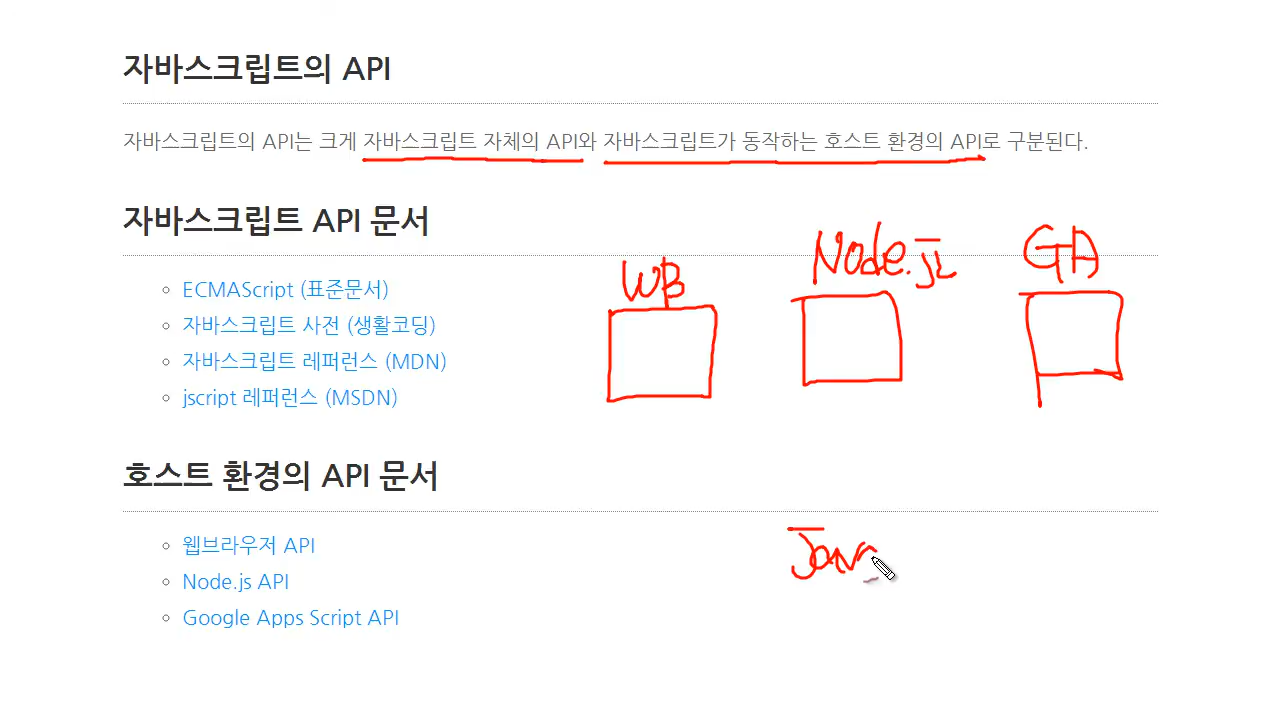 자바스크립트의 API
자바스크립트의 API는 크게 자바스크립트 자체의 API와 자바스크립트가 동작하는 호스트 환경의 API로 구분된다.
자바스크립트 API 문서
WB
Node.js
GA
ECMAScript (표준문서)
자바스크립트 사전 (생활코딩)
자바스크립트 레퍼런스 (MDN)
jscript 레퍼런스 (MSDN)
호스트 환경의 API 문서
웹브라우저 API
Node.js API
Google Apps Script API
Java